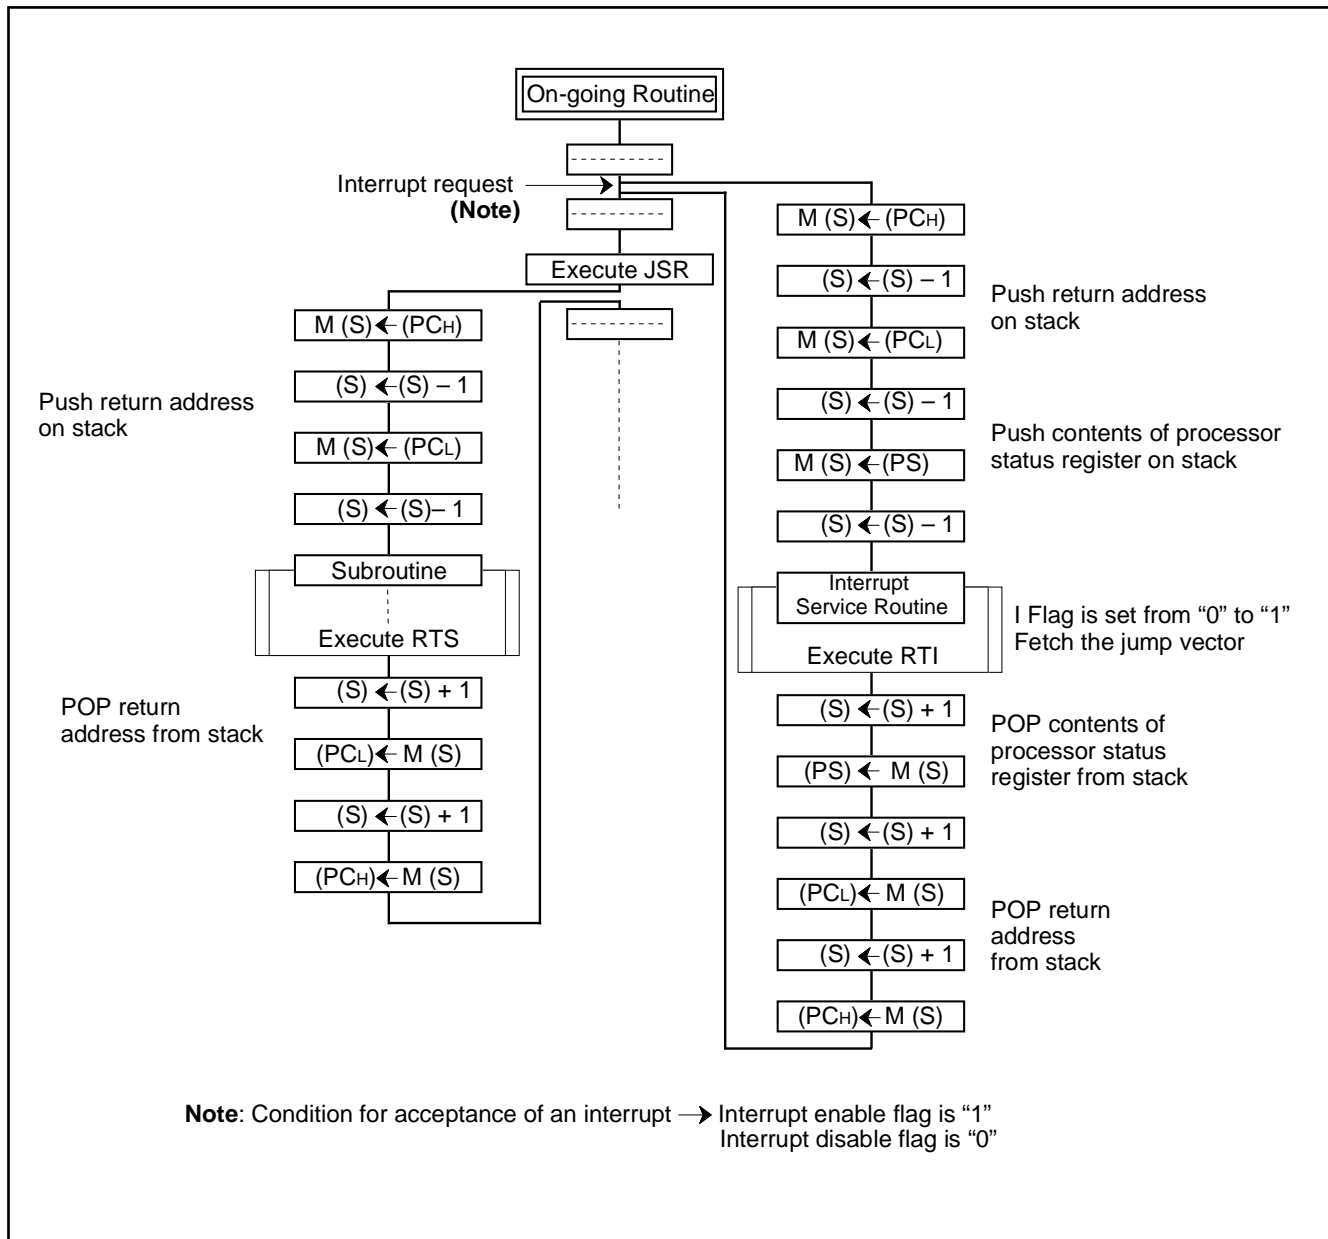 On-going Routine
Interrupt request
(Note)
Execute JSR
M (S)←(PCH)
(S) ←(S) – 1
M (S)←(PCL)
(S) ←(S)– 1
Push return address
on stack
Subroutine
Execute RTS
(S) ←(S) + 1
(PCL)← M (S)
(S) ←(S) + 1
(PCH)← M (S)
POP return
address from stack
M (S)←(PCH)
(S) ←(S) – 1
M (S)←(PCL)
(S) ←(S) – 1
M (S)←(PS)
(S) ←(S) – 1
Push return address
on stack
Push contents of processor
status register on stack
Interrupt
Service Routine
Execute RTI
I Flag is set from “0” to “1”
Fetch the jump vector
(S) ←(S) + 1
(PS) ← M (S)
(S) ←(S) + 1
(PCL)← M (S)
(S) ←(S) + 1
(PCH)← M (S)
POP contents of
processor status
register from stack
POP return
address
from stack
Note: Condition for acceptance of an interrupt → Interrupt enable flag is “1”
Interrupt disable flag is “0”